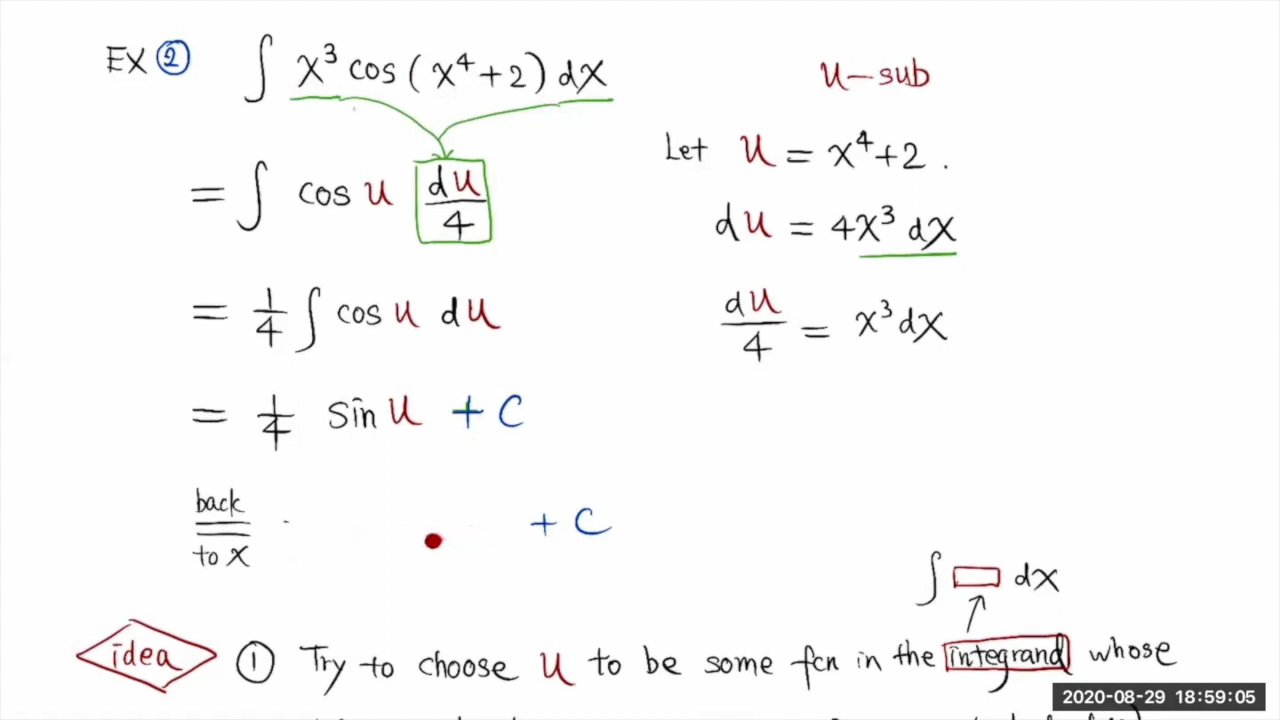 EX ② ∫ x³ cos (x⁴+2) dx
= ∫ cos u du/4
= 1/4 ∫ cos u du
= 1/4 sin u + C
back
to x
+ C
u-sub
Let u = x⁴+2 .
du = 4x³ dx
du/4 = x³ dx
∫ ▭ dx
idea ① Try to choose u to be some fcn in the integrand whose
2020-08-29 18:59:05